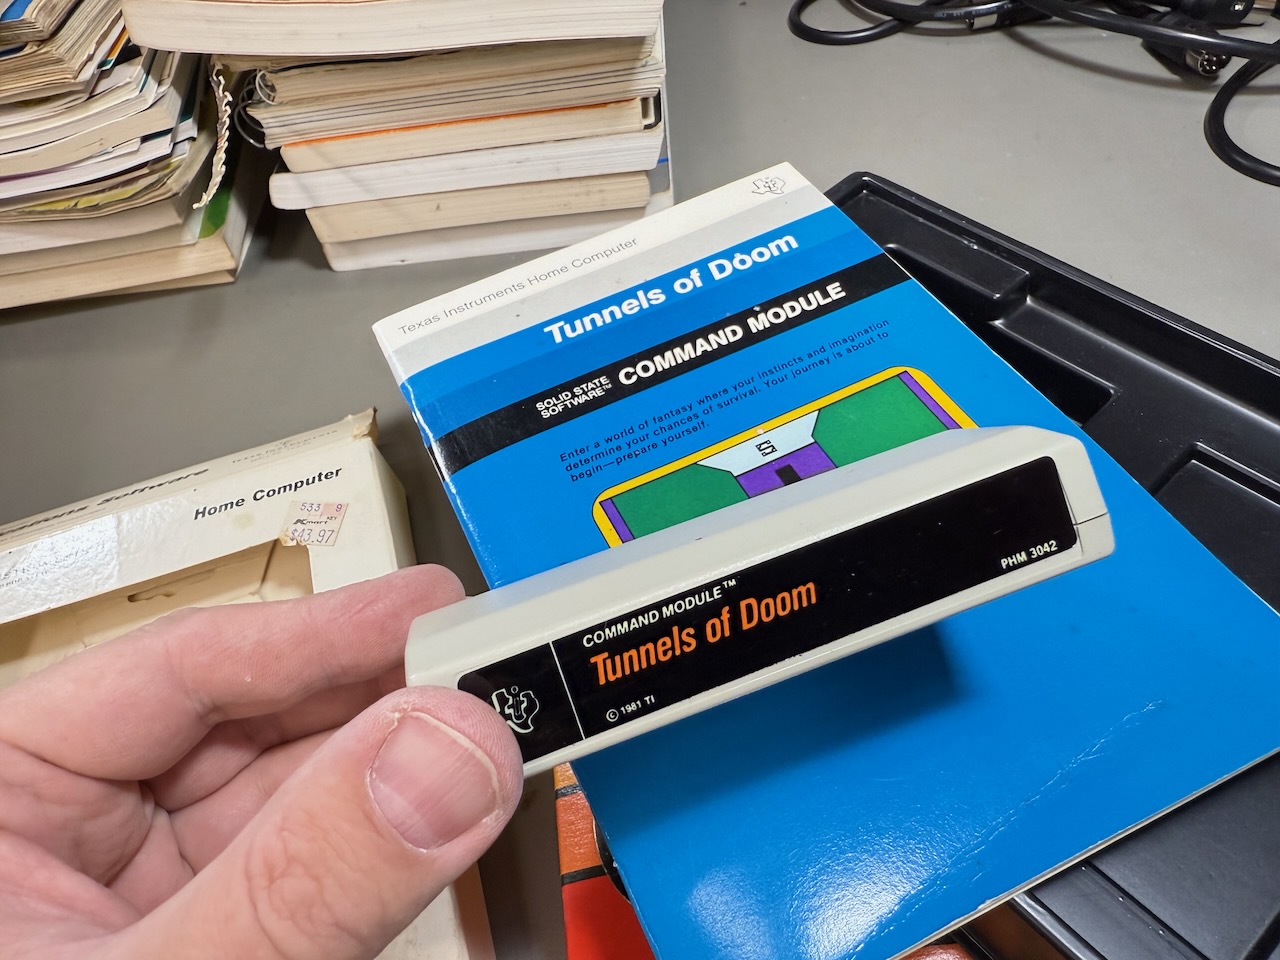 Texas Instruments Home Computer
Tunnels of Doom
SOLID STATE
SOFTWARE™
COMMAND MODULE
Enter a world of fantasy where your instincts and imagination
determine your chances of survival. Your journey is about to
begin—prepare yourself.
Software
Home Computer
533 9
Kmart
$43.97
COMMAND MODULE™
Tunnels of Doom
© 1981 TI
PHM 3042